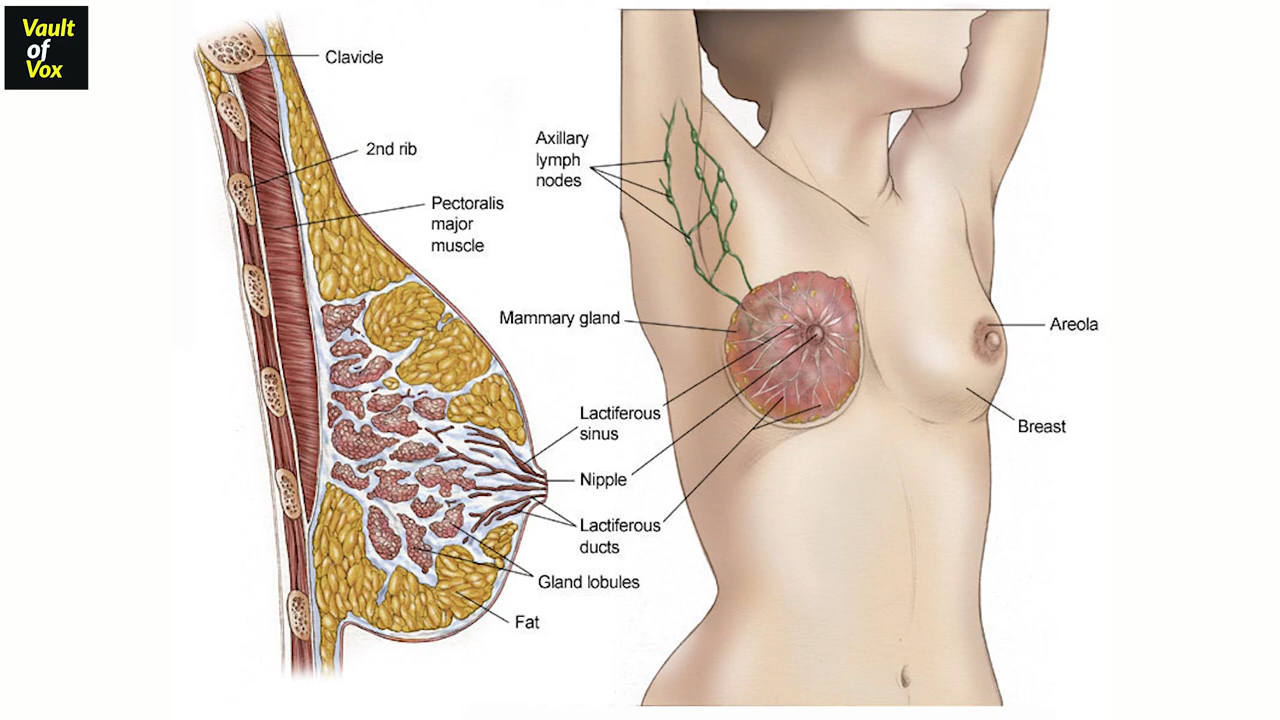 Vault
of
Vox
Clavicle
2nd rib
Pectoralis
major
muscle
Axillary
lymph
nodes
Mammary gland
Areola
Lactiferous
sinus
Breast
Nipple
Lactiferous
ducts
Gland lobules
Fat